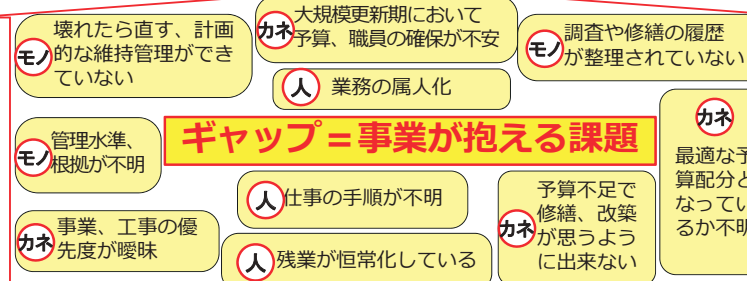 モノ
壊れたら直す、計画
的な維持管理ができ
ていない
カネ
大規模更新期において
予算、職員の確保が不安
モノ
調査や修繕の履歴
が整理されていない
人
業務の属人化
モノ
管理水準、
根拠が不明
ギャップ＝事業が抱える課題
カネ
最適な予
算配分と
なってい
るか不明
人
仕事の手順が不明
カネ
予算不足で
修繕、改築
が思うよう
に出来ない
カネ
事業、工事の優
先度が曖昧
人
残業が恒常化している